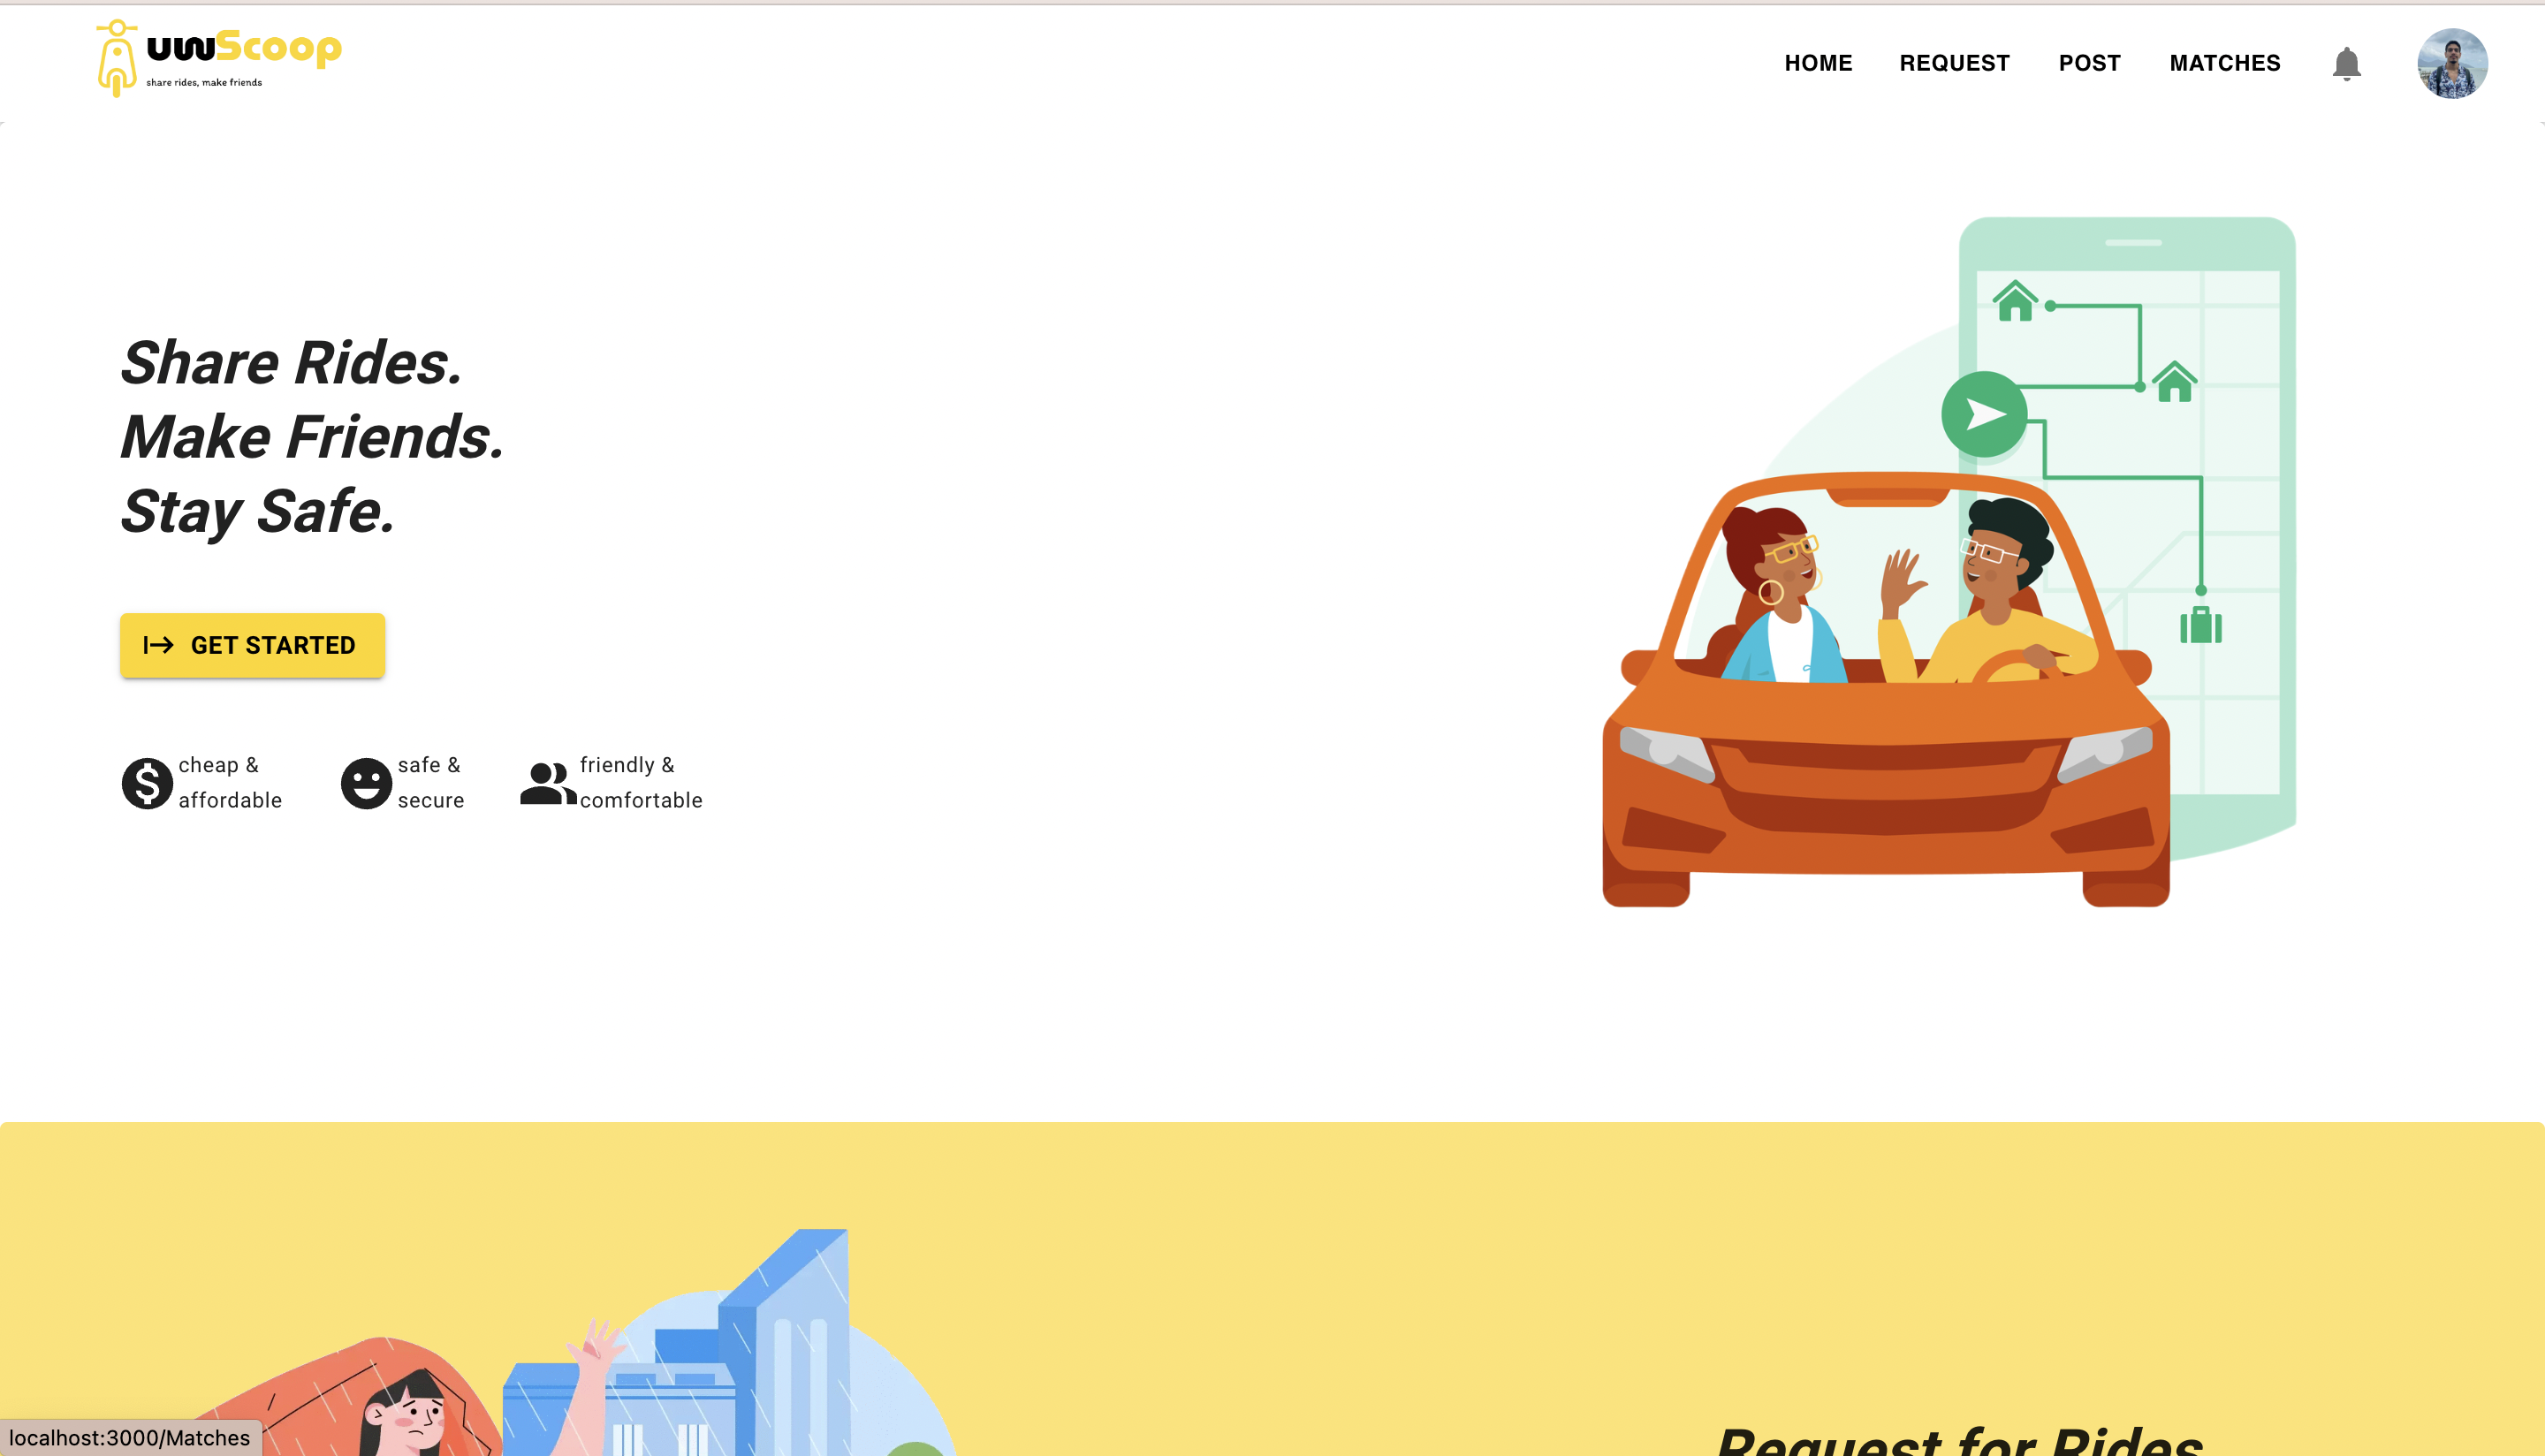 uwScoop
share rides, make friends
HOME REQUEST POST MATCHES
Share Rides.
Make Friends.
Stay Safe.
GET STARTED
cheap &
affordable
safe &
secure
friendly &
comfortable
Request for Rides
localhost:3000/Matches